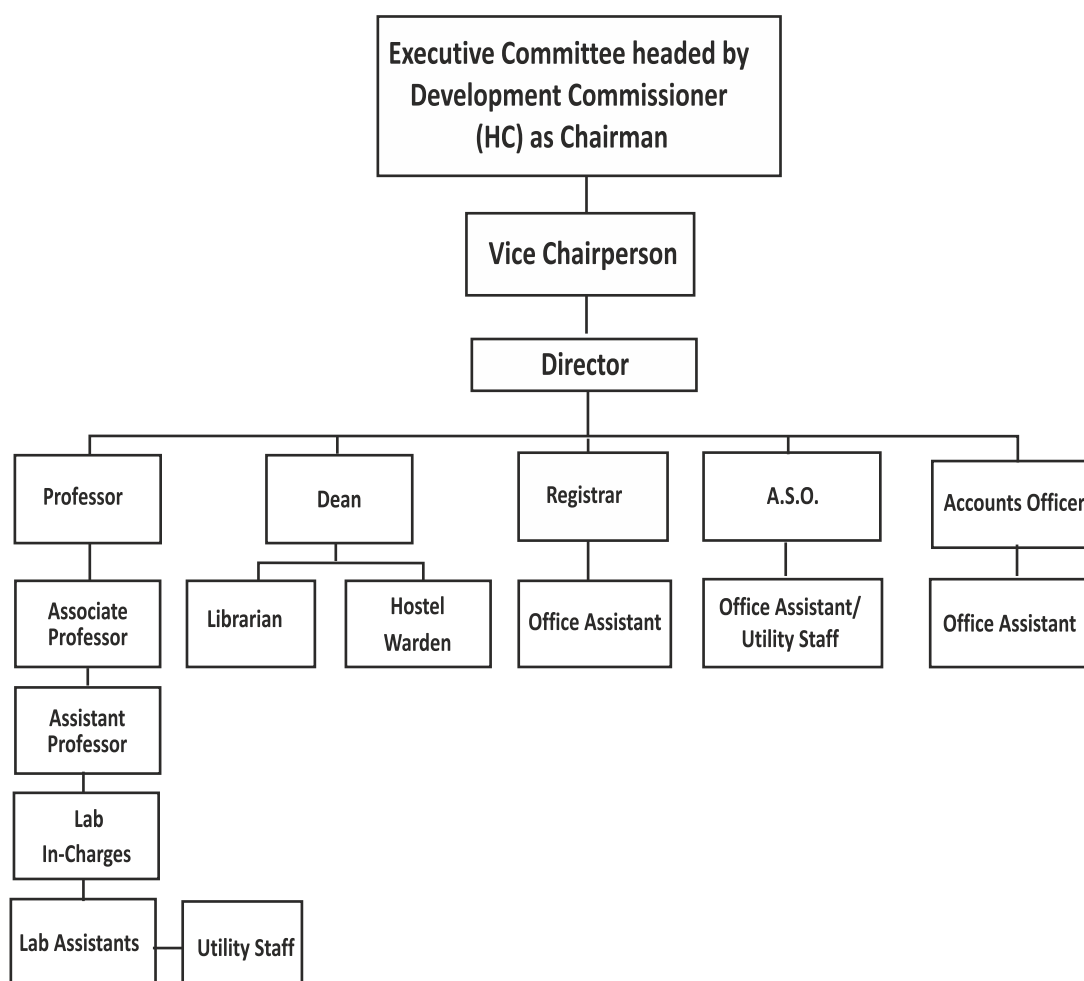 Executive Committee headed by
Development Commissioner
(HC) as Chairman
Vice Chairperson
Director
Professor
Dean
Registrar
A.S.O.
Accounts Officer
Associate
Professor
Librarian
Hostel
Warden
Office Assistant
Office Assistant/
Utility Staff
Office Assistant
Assistant
Professor
Lab
In-Charges
Lab Assistants
Utility Staff